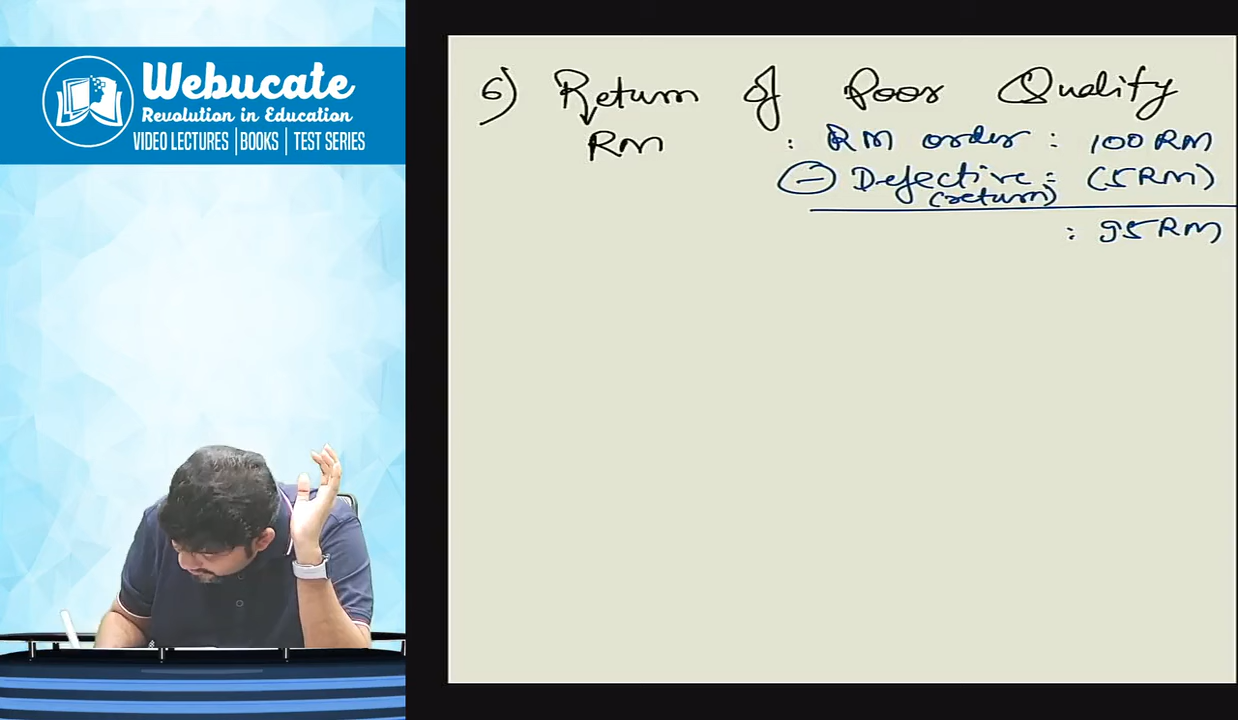 Webucate
Revolution in Education
VIDEO LECTURES | BOOKS | TEST SERIES
6) Return of Poor Quality
RM : RM order : 100 RM
(-) Defective : (5 RM)
(return)
: 95 RM